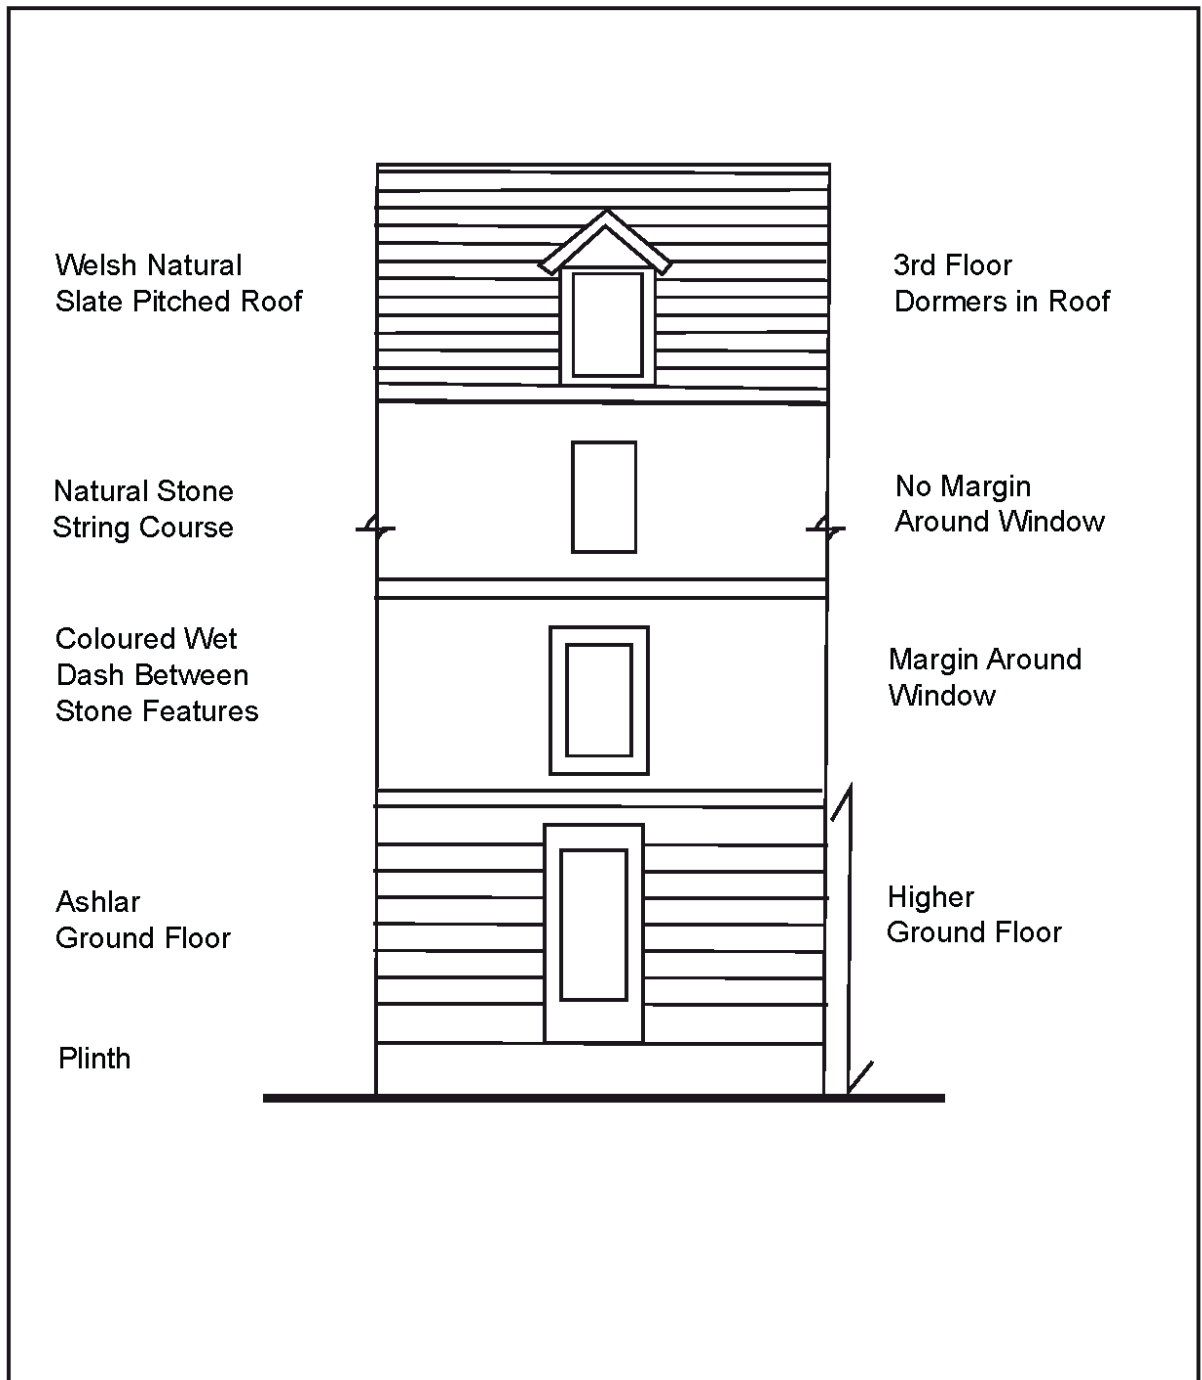 Welsh Natural
Slate Pitched Roof
3rd Floor
Dormers in Roof
Natural Stone
String Course
No Margin
Around Window
Coloured Wet
Dash Between
Stone Features
Margin Around
Window
Ashlar
Ground Floor
Higher
Ground Floor
Plinth